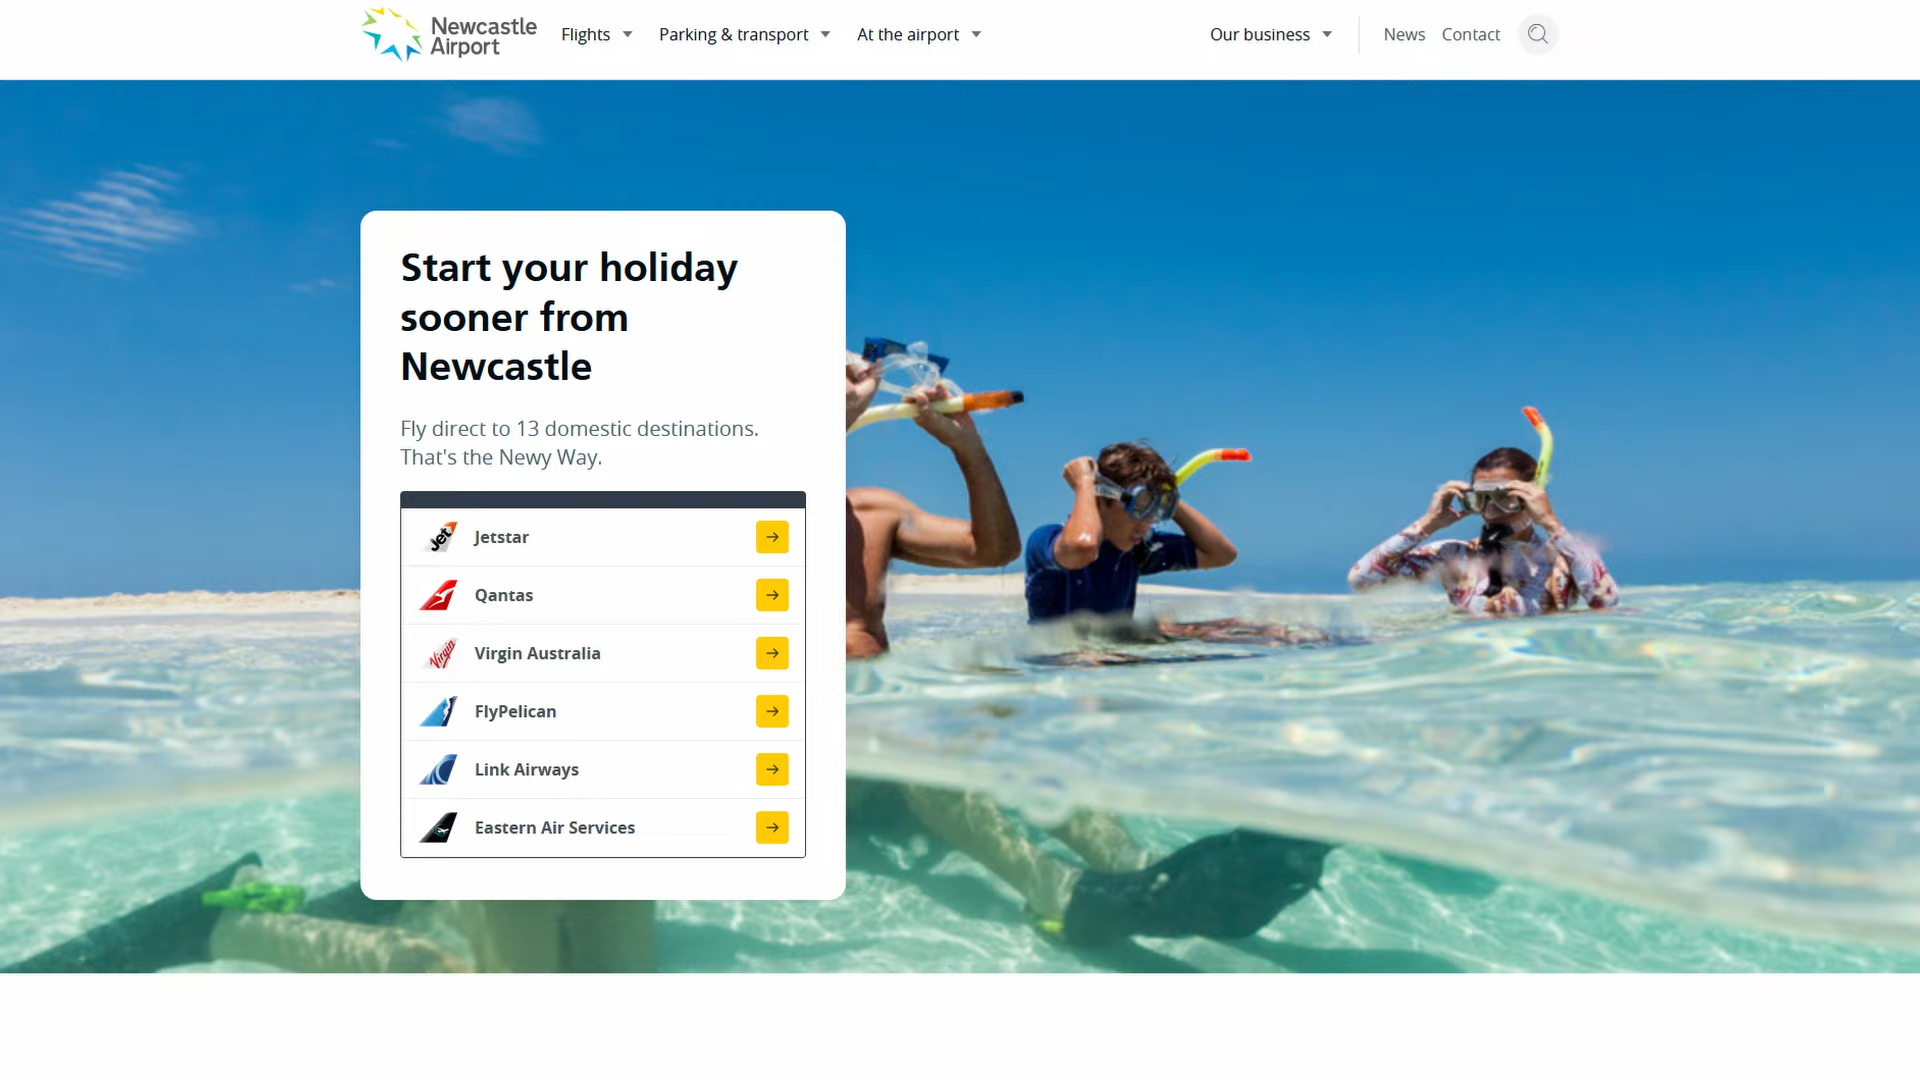 Newcastle
Airport
Flights
Parking & transport
At the airport
Our business
News
Contact
Start your holiday
sooner from
Newcastle
Fly direct to 13 domestic destinations.
That's the Newy Way.
Jet
Jetstar
Qantas
Virgin
Virgin Australia
FlyPelican
Link Airways
Eastern Air Services